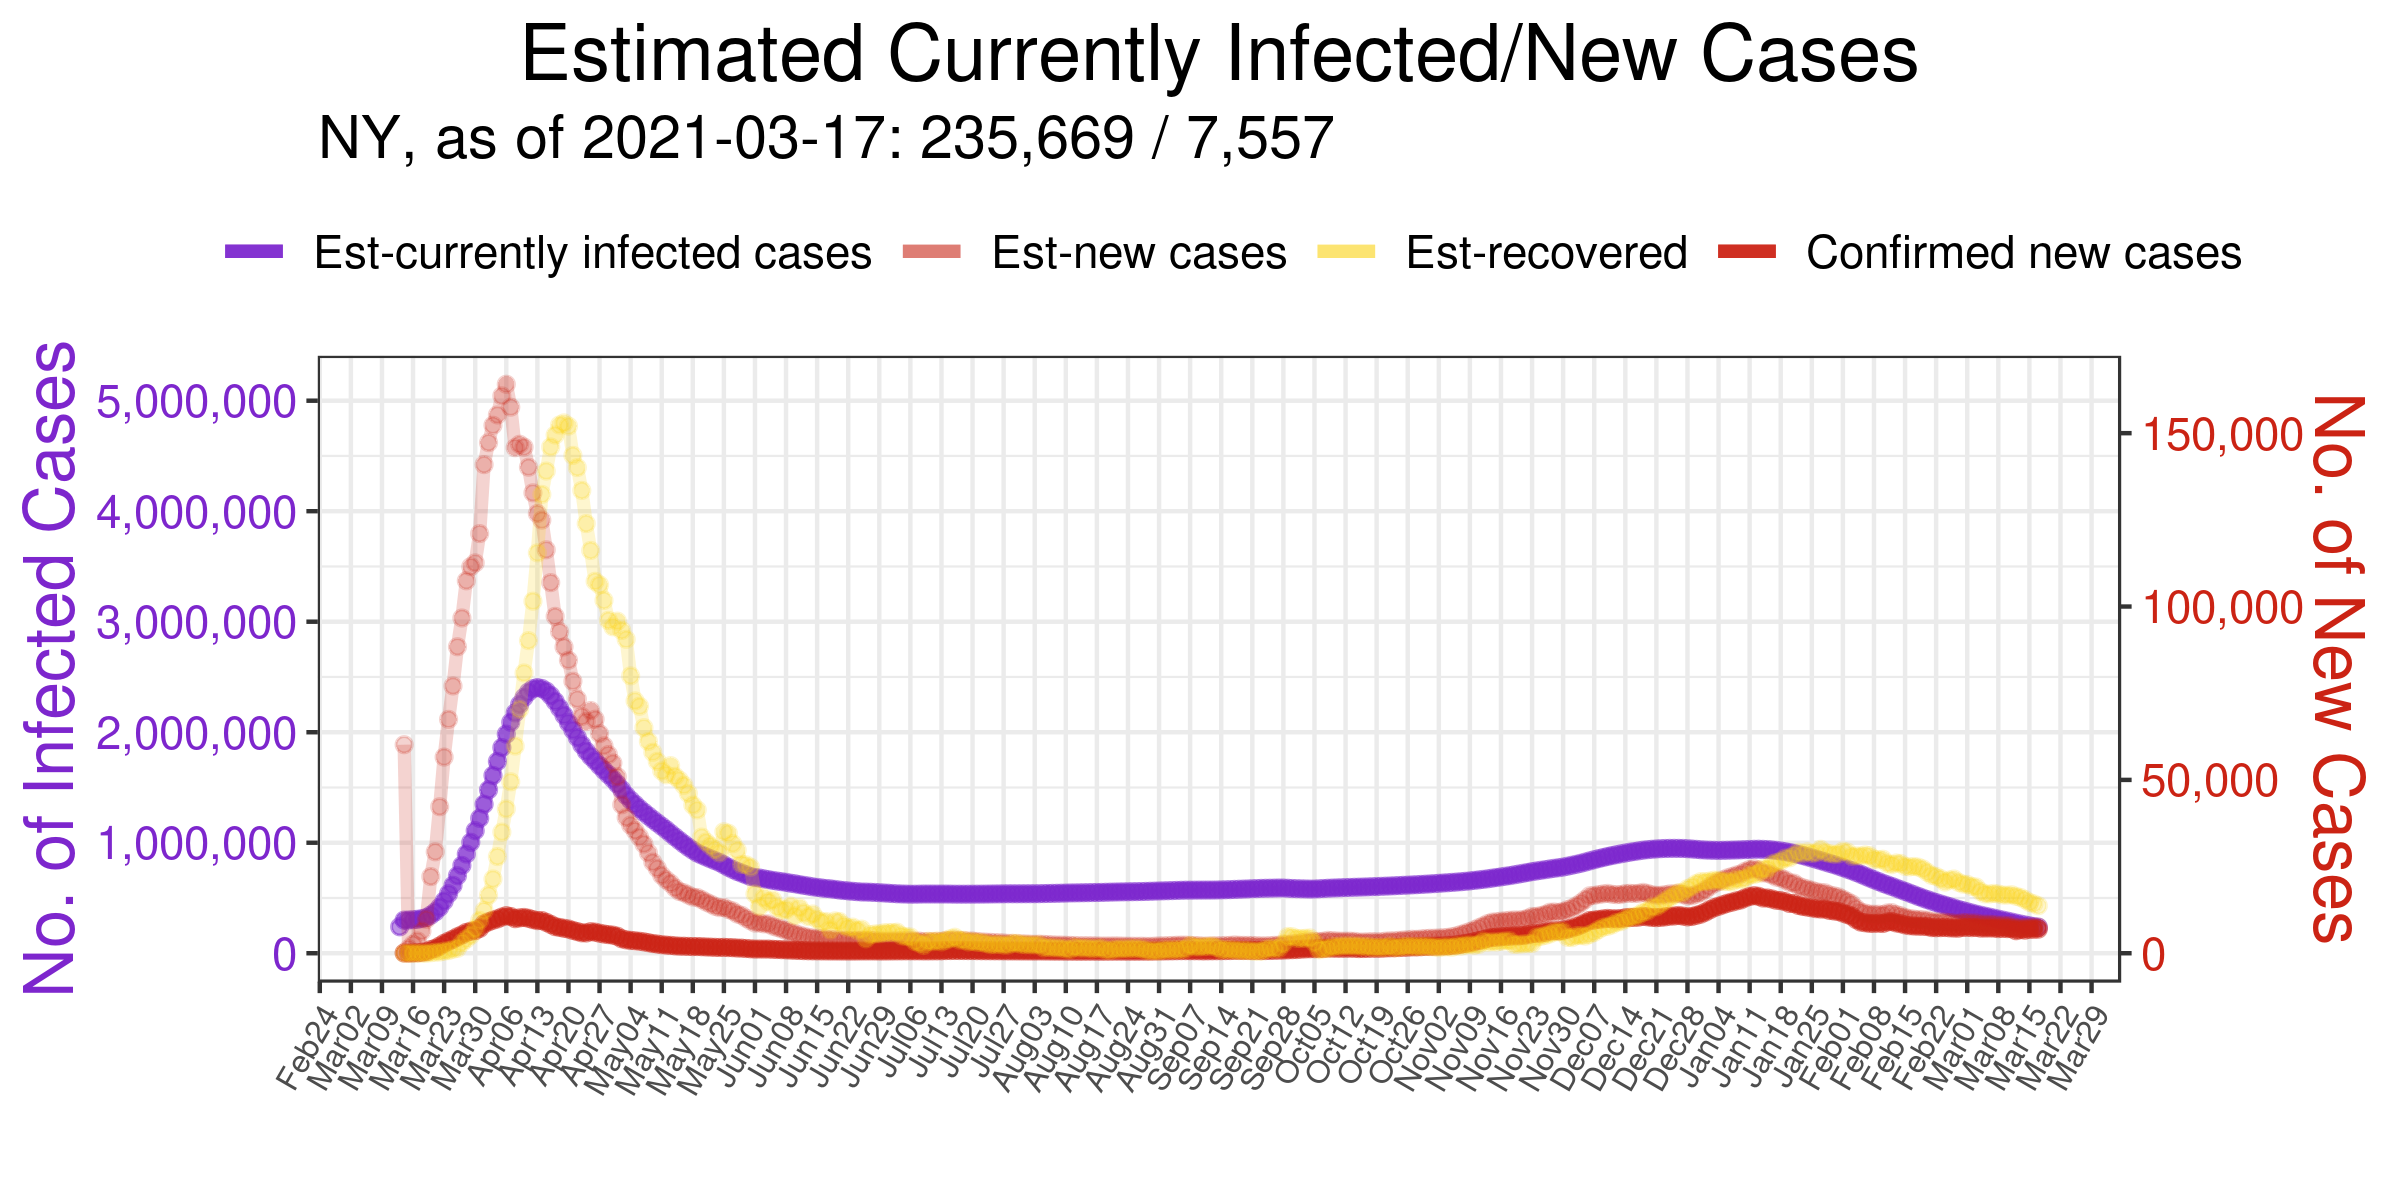 Estimated Currently Infected/New Cases
NY, as of 2021-03-17: 235,669 / 7,557
Est-currently infected cases Est-new cases Est-recovered Confirmed new cases
No. of Infected Cases
5,000,000
4,000,000
3,000,000
2,000,000
1,000,000
0
150,000
100,000
50,000
0
No. of New Cases
Feb24 Mar02 Mar09 Mar16 Mar23 Mar30 Apr06 Apr13 Apr20 Apr27 May04 May11 May18 May25 Jun01 Jun08 Jun15 Jun22 Jun29 Jul06 Jul13 Jul20 Jul27 Aug03 Aug10 Aug17 Aug24 Aug31 Sep07 Sep14 Sep21 Sep28 Oct05 Oct12 Oct19 Oct26 Nov02 Nov09 Nov16 Nov23 Nov30 Dec07 Dec14 Dec21 Dec28 Jan04 Jan11 Jan18 Jan25 Feb01 Feb08 Feb15 Feb22 Mar01 Mar08 Mar15 Mar22 Mar29